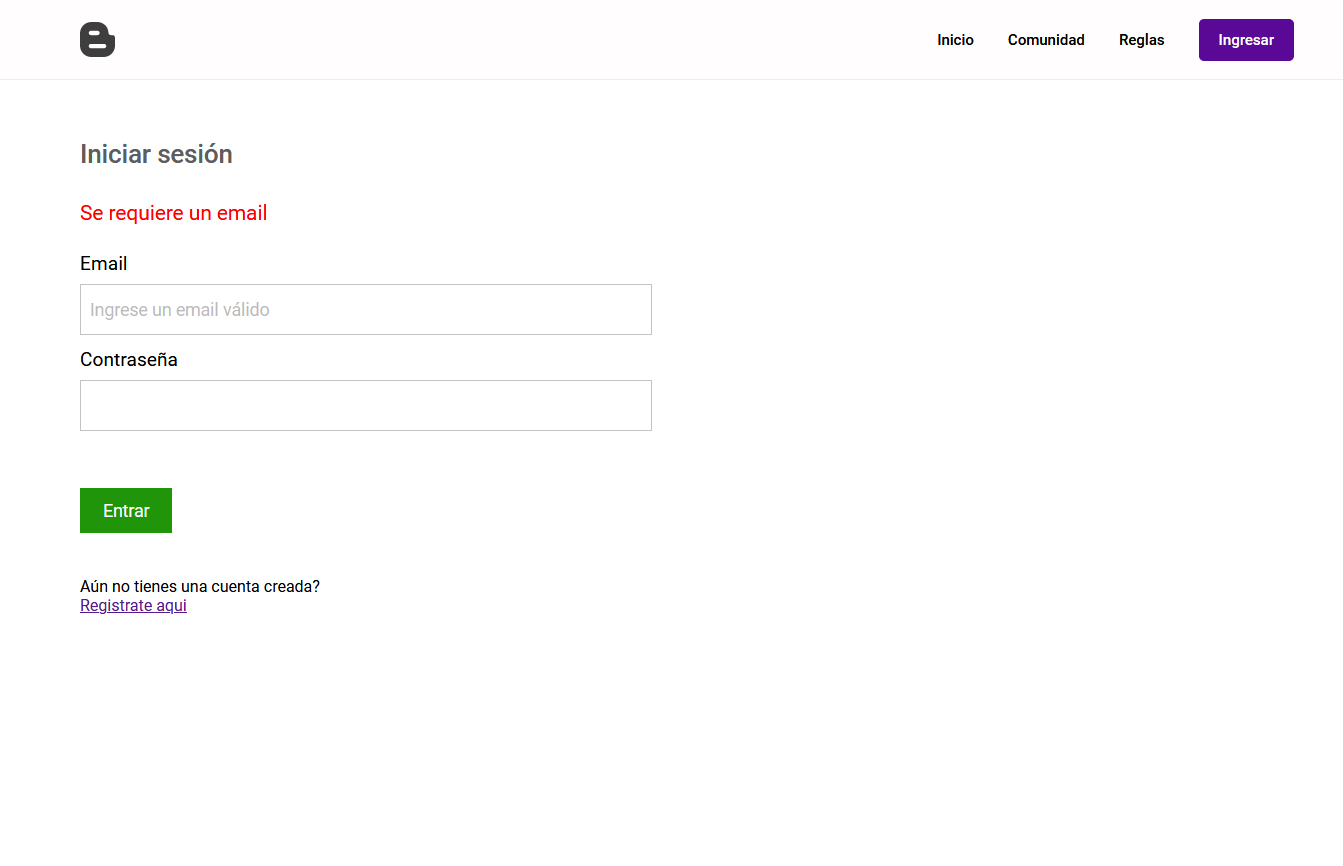 Inicio Comunidad Reglas Ingresar
Iniciar sesión
Se requiere un email
Email
Ingrese un email válido
Contraseña
Entrar
Aún no tienes una cuenta creada?
Registrate aqui